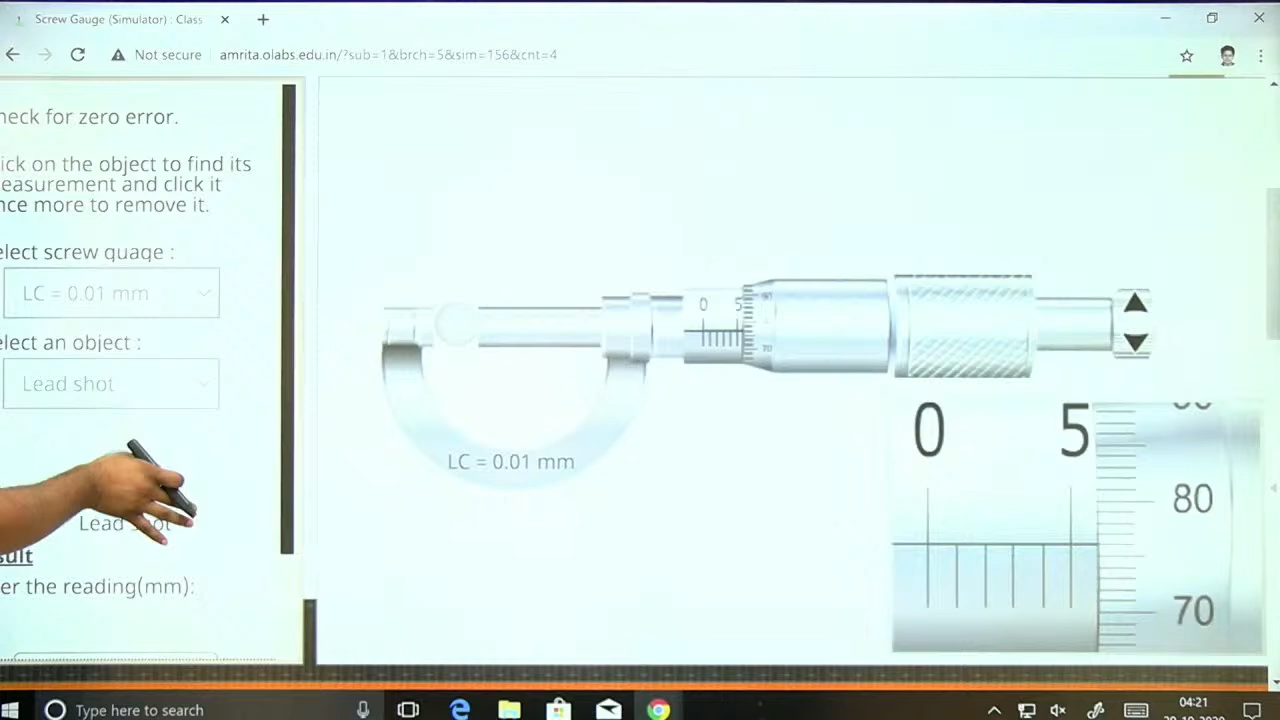 Screw Gauge (Simulator) : Class
Not secure
amrita.olabs.edu.in/?sub=1&brch=5&sim=156&cnt=4
heck for zero error.
ick on the object to find its
easurement and click it
nce more to remove it.
elect screw guage :
LC = 0.01 mm
elect an object :
Lead shot
Lead
sult
er the reading(mm):
0 5
80
70
LC = 0.01 mm
0 5
80
70
Type here to search
04:21